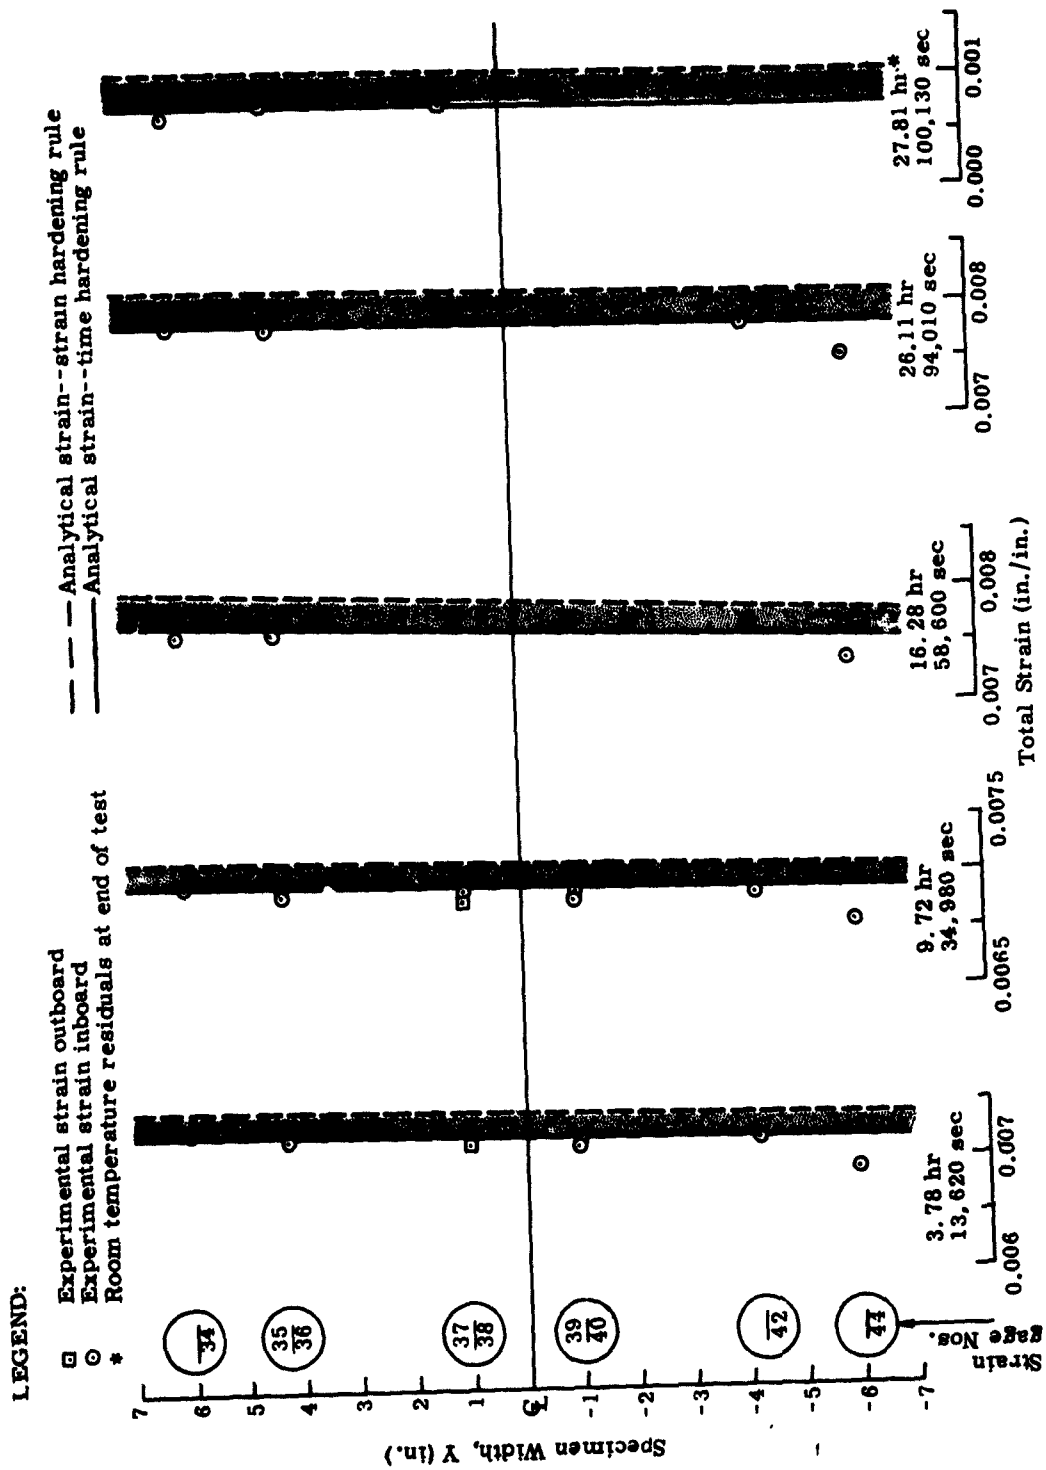 LEGEND:
⊡ Experimental strain outboard
⊙ Experimental strain inboard
* Room temperature residuals at end of test
— — Analytical strain--strain hardening rule
—— Analytical strain--time hardening rule
Specimen Width, Y (in.)
7
6
5
4
3
2
1
℄
-1
-2
-3
-4
-5
-6
-7
34
35
36
37
38
39
40
42
44
Strain
gage Nos.
3.78 hr
13,620 sec
0.006
0.007
9.72 hr
34,980 sec
0.0065
0.0075
16.28 hr
58,600 sec
0.007
0.008
26.11 hr
94,010 sec
0.007
0.008
27.81 hr*
100,130 sec
0.000
0.001
Total Strain (in./in.)